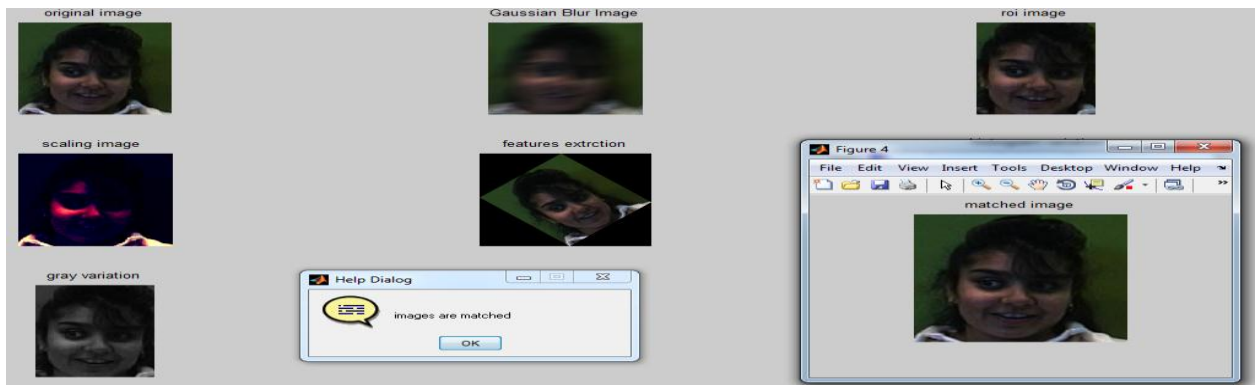 original image
Gaussian Blur Image
roi image
scaling image
features extrction
gray variation
Help Dialog
images are matched
OK
Figure 4
File Edit View Insert Tools Desktop Window Help
matched image